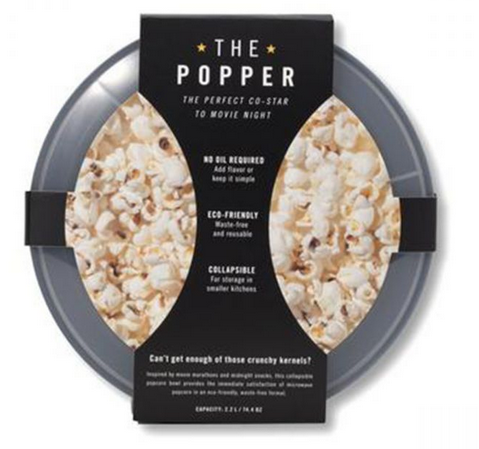 ★ THE ★
POPPER
THE PERFECT CO-STAR
TO MOVIE NIGHT
NO OIL REQUIRED
Add flavor or
keep it simple
ECO-FRIENDLY
Waste-free
and reusable
COLLAPSIBLE
For storage in
smaller kitchens
Can't get enough of those crunchy kernels?
Inspired by movie marathons and midnight snacks, this collapsible
popcorn bowl provides the immediate satisfaction of microwave
popcorn in an eco-friendly, waste-free format.
CAPACITY: 2.2 L / 74.4 OZ